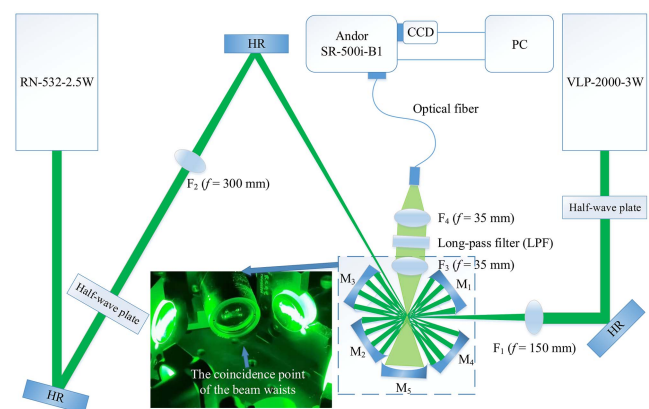 HR
Andor
SR-500i-B1
CCD
PC
RN-532-2.5W
VLP-2000-3W
Optical fiber
F2 (f = 300 mm)
Half-wave plate
F4 (f = 35 mm)
Long-pass filter (LPF)
F3 (f = 35 mm)
Half-wave plate
M3
M1
M2
M4
M5
F1 (f = 150 mm)
HR
The coincidence point
of the beam waists
HR